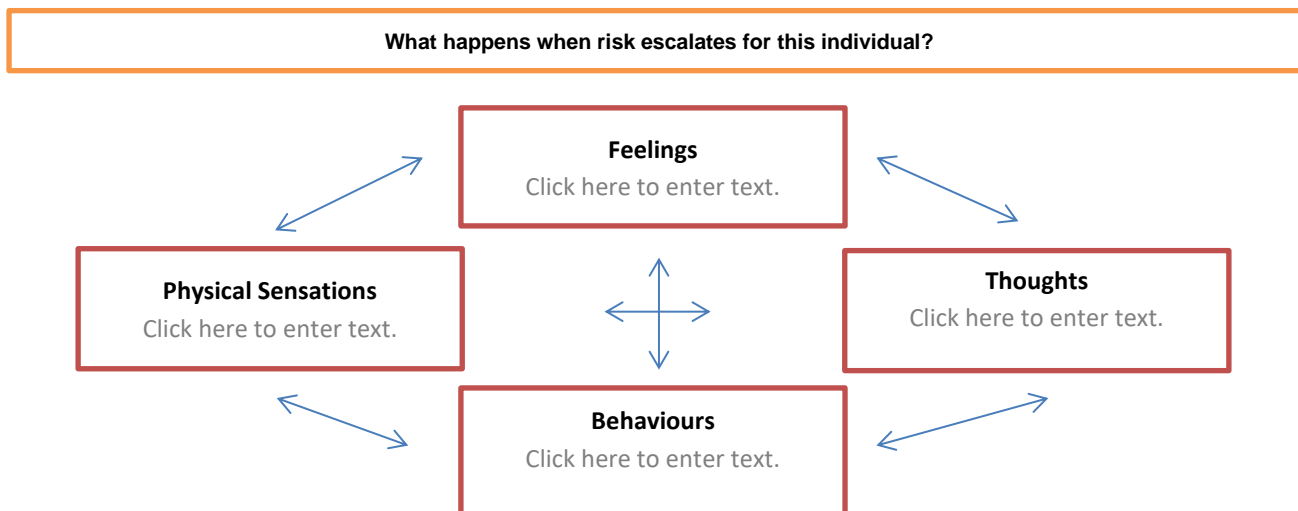 What happens when risk escalates for this individual?
Feelings
Click here to enter text.
Physical Sensations
Click here to enter text.
Thoughts
Click here to enter text.
Behaviours
Click here to enter text.